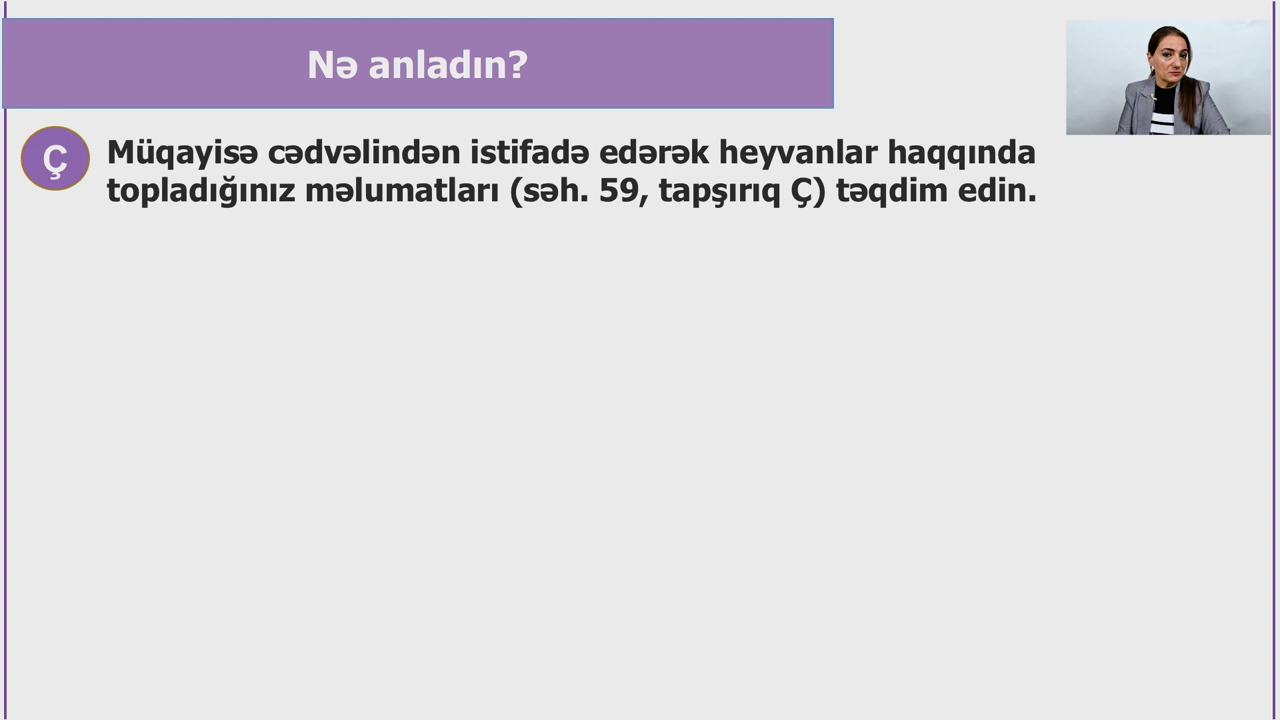 Nə anladın?
Ç
Müqayisə cədvəlindən istifadə edərək heyvanlar haqqında
topladığınız məlumatları (səh. 59, tapşırıq Ç) təqdim edin.